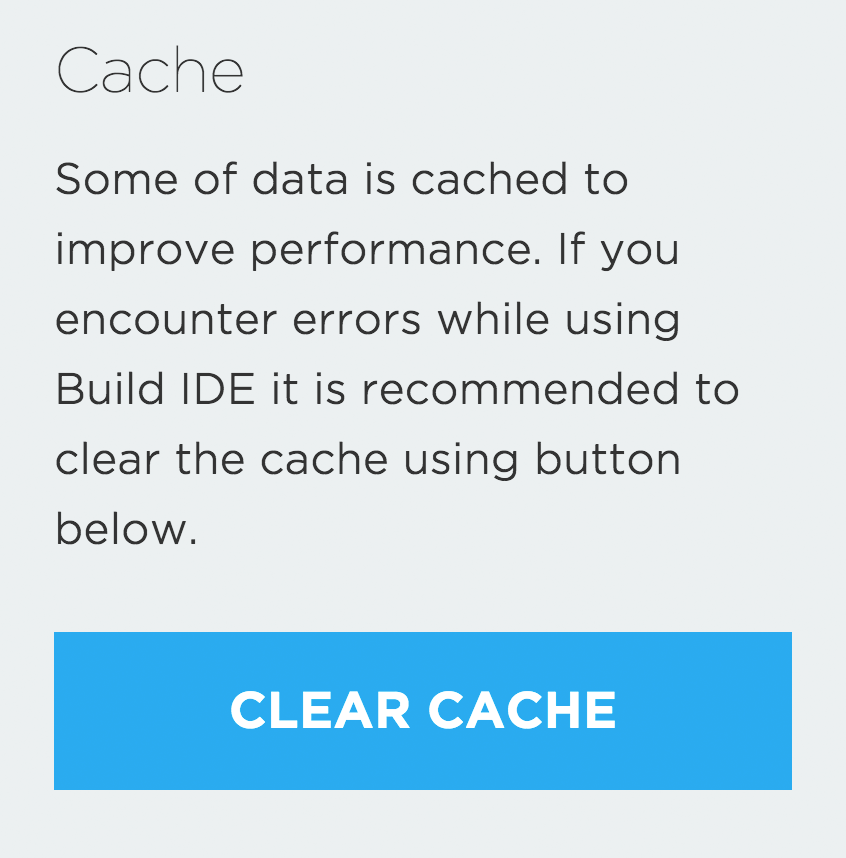 Cache
Some of data is cached to
improve performance. If you
encounter errors while using
Build IDE it is recommended to
clear the cache using button
below.
CLEAR CACHE